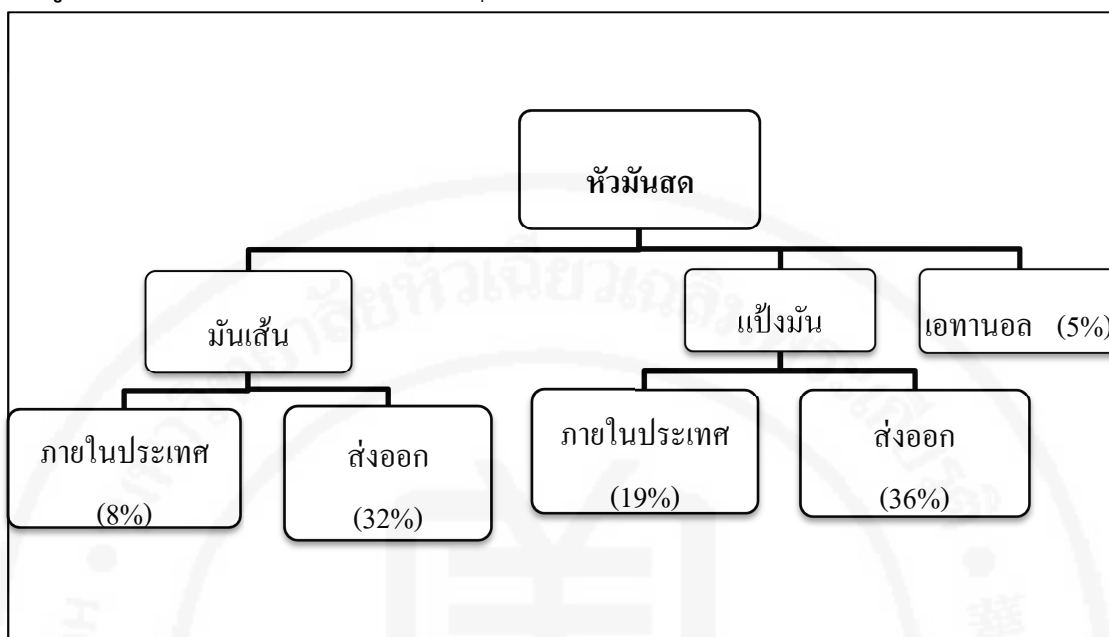 หัวมันสด
มันเส้น
แป้งมัน
เอทานอล (5%)
ภายในประเทศ
(8%)
ส่งออก
(32%)
ภายในประเทศ
(19%)
ส่งออก
(36%)